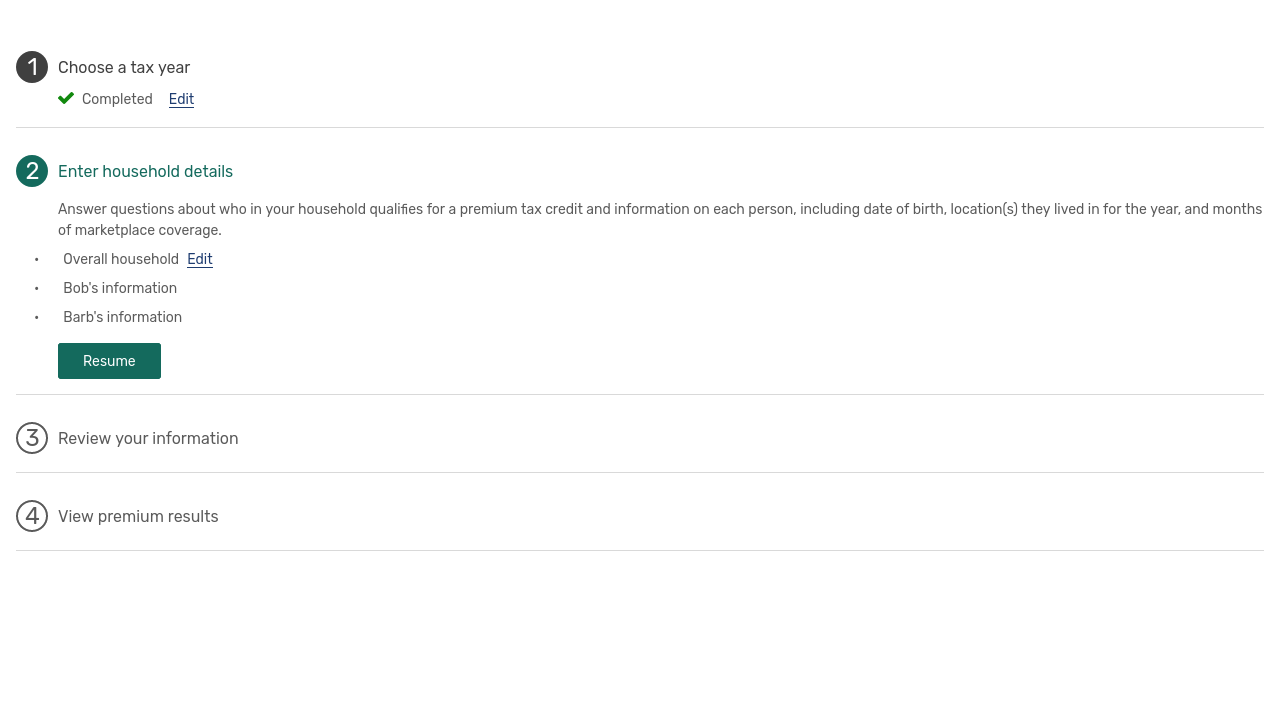 1 Choose a tax year
Completed Edit
2 Enter household details
Answer questions about who in your household qualifies for a premium tax credit and information on each person, including date of birth, location(s) they lived in for the year, and months
of marketplace coverage.
• Overall household Edit
• Bob's information
• Barb's information
Resume
3 Review your information
4 View premium results